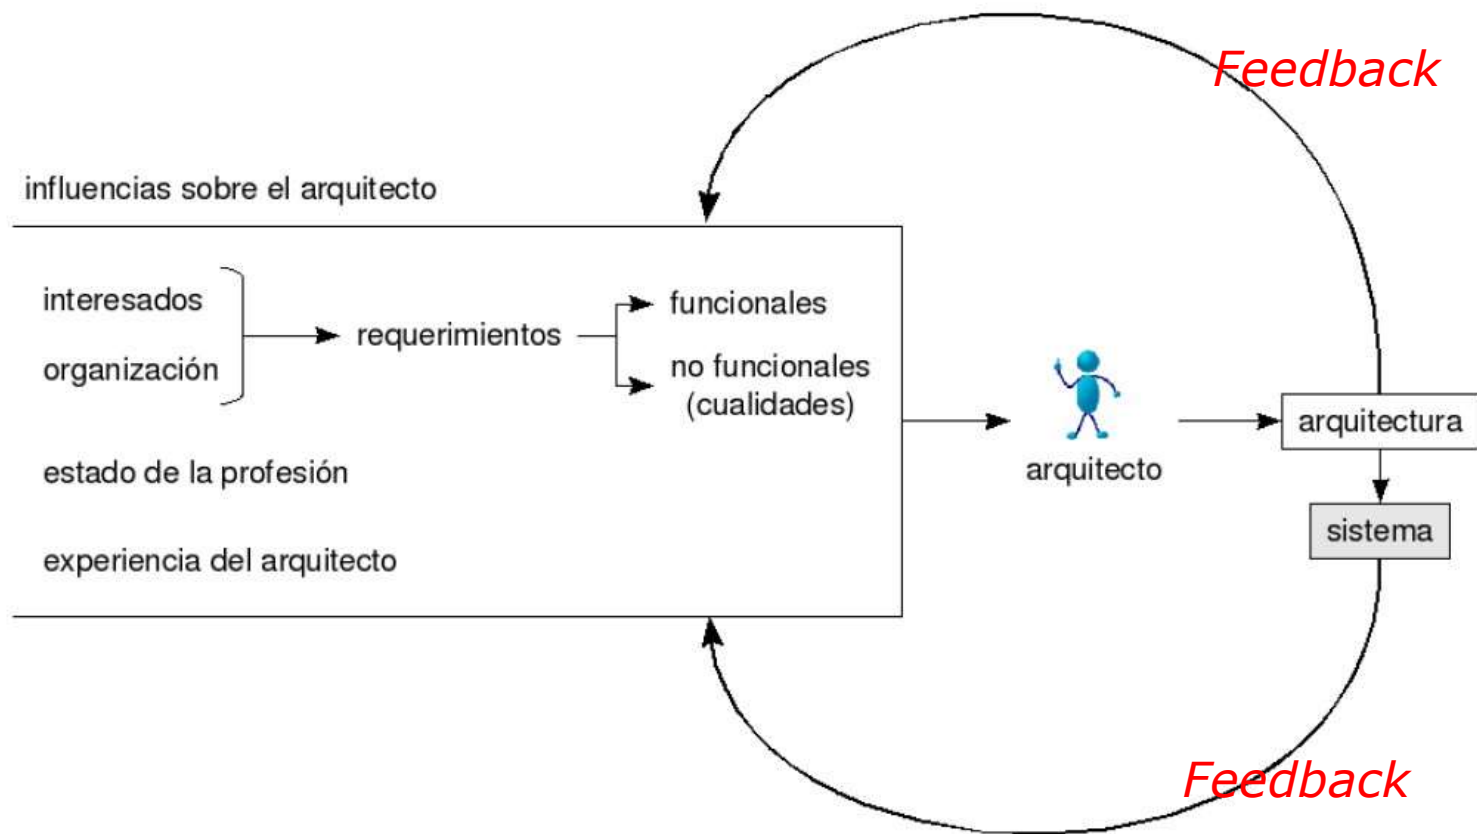 Feedback
influencias sobre el arquitecto
interesados
organización
requerimientos
funcionales
no funcionales
(cualidades)
estado de la profesión
experiencia del arquitecto
arquitecto
arquitectura
sistema
Feedback